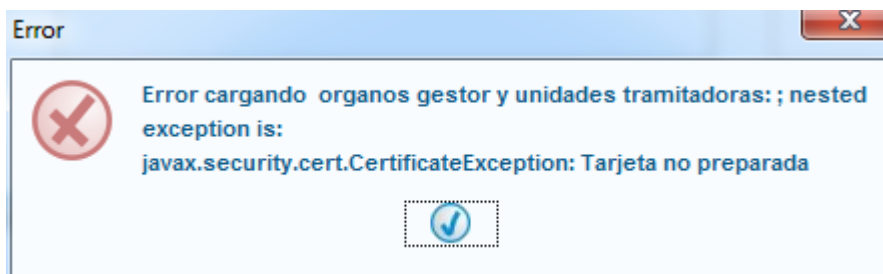 Error
Error cargando organos gestor y unidades tramitadoras: ; nested
exception is:
javax.security.cert.CertificateException: Tarjeta no preparada